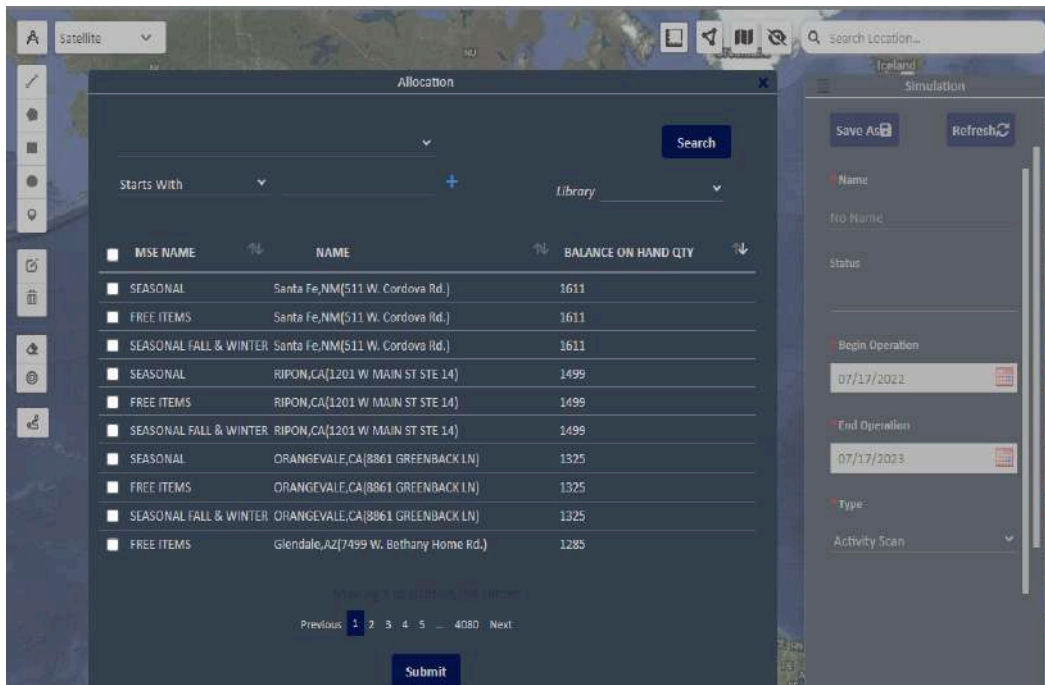 Satellite
Search Location...
NU
Iceland
Allocation
x
Simulation
Search
Save As
Refresh
Starts With
+
Library
*Name
No Name
MSE NAME
NAME
BALANCE ON HAND QTY
Status
SEASONAL Santa Fe,NM(511 W. Cordova Rd.) 1611
FREE ITEMS Santa Fe,NM(511 W. Cordova Rd.) 1611
SEASONAL FALL & WINTER Santa Fe,NM(511 W. Cordova Rd.) 1611
*Begin Operation
SEASONAL RIPON,CA(1201 W MAIN ST STE 14) 1499
07/17/2022
FREE ITEMS RIPON,CA(1201 W MAIN ST STE 14) 1499
SEASONAL FALL & WINTER RIPON,CA(1201 W MAIN ST STE 14) 1499
*End Operation
SEASONAL ORANGEVALE,CA(8861 GREENBACK LN) 1325
07/17/2023
FREE ITEMS ORANGEVALE,CA(8861 GREENBACK LN) 1325
SEASONAL FALL & WINTER ORANGEVALE,CA(8861 GREENBACK LN) 1325
*Type
FREE ITEMS Glendale,AZ(7499 W. Bethany Home Rd.) 1285
Activity Scan
Previous 1 2 3 4 5 ... 4080 Next
Submit